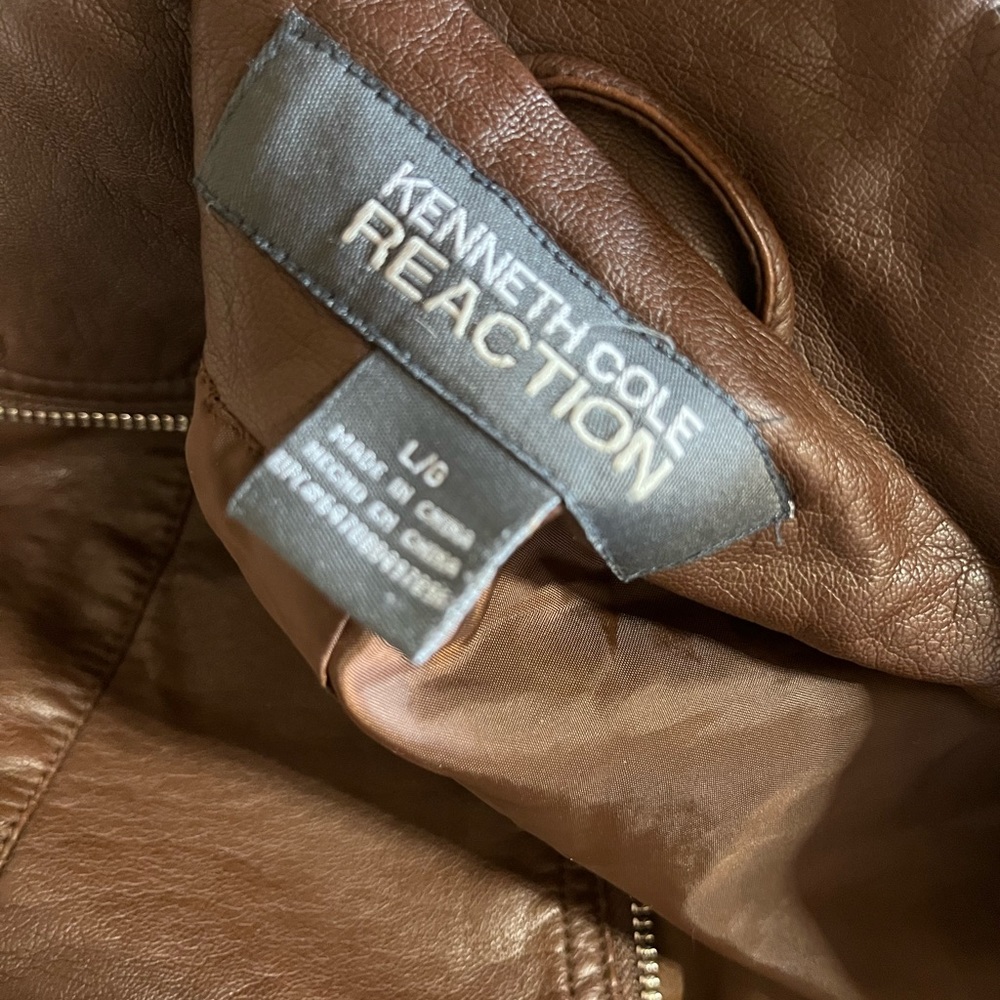 KENNETH COLE
REACTION
L/G
MADE IN CHINA
HECHO EN CHINA